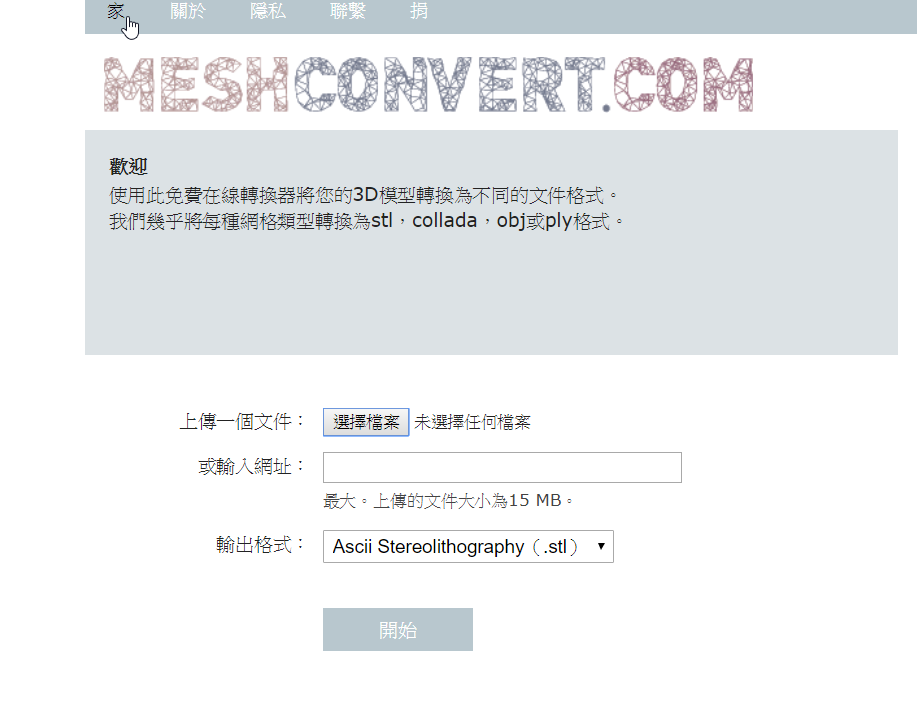 家 關於 隱私 聯繫 捐
MESHCONVERT.COM
歡迎
使用此免費在線轉換器將您的3D模型轉換為不同的文件格式。
我們幾乎將每種網格類型轉換為stl，collada，obj或ply格式。
上傳一個文件： 選擇檔案 未選擇任何檔案
或輸入網址：
最大。上傳的文件大小為15 MB。
輸出格式： Ascii Stereolithography（.stl）
開始